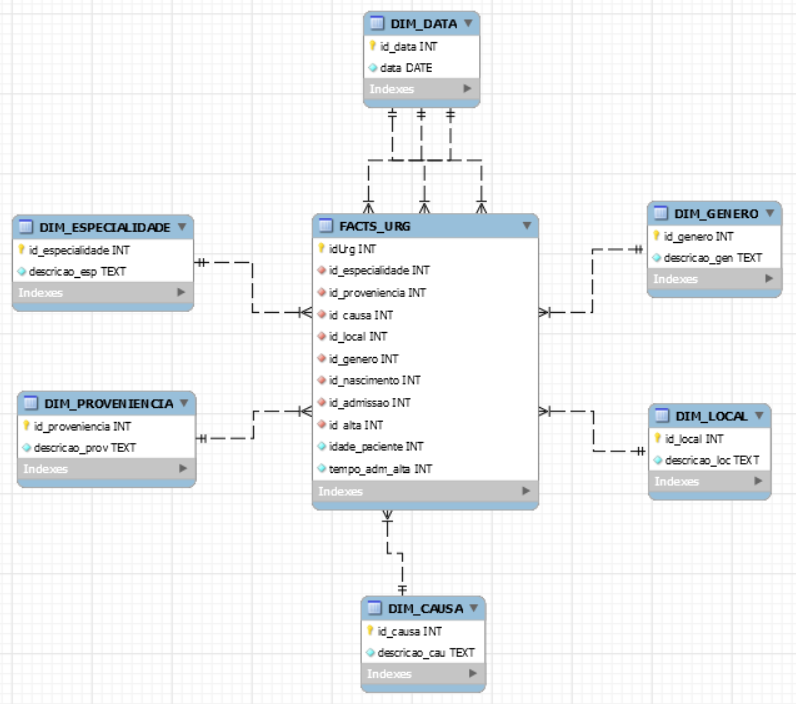 DIM_DATA
id_data INT
data DATE
Indexes
DIM_ESPECIALIDADE
id_especialidade INT
descricao_esp TEXT
Indexes
FACTS_URG
idUrg INT
id_especialidade INT
id_proveniencia INT
id_causa INT
id_local INT
id_genero INT
id_nascimento INT
id_admissao INT
id_alta INT
idade_paciente INT
tempo_adm_alta INT
Indexes
DIM_GENERO
id_genero INT
descricao_gen TEXT
Indexes
DIM_PROVENIENCIA
id_proveniencia INT
descricao_prov TEXT
Indexes
DIM_LOCAL
id_local INT
descricao_loc TEXT
Indexes
DIM_CAUSA
id_causa INT
descricao_cau TEXT
Indexes